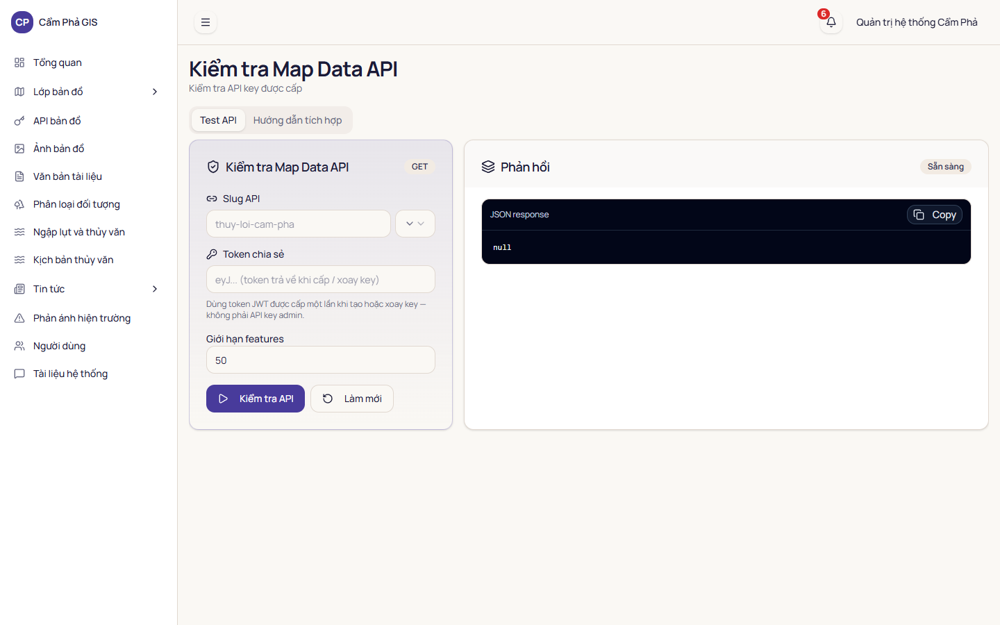 CP Cẩm Phả GIS
6
Quản trị hệ thống Cẩm Phả
Tổng quan
Lớp bản đồ
API bản đồ
Ảnh bản đồ
Văn bản tài liệu
Phân loại đối tượng
Ngập lụt và thủy văn
Kịch bản thủy văn
Tin tức
Phản ánh hiện trường
Người dùng
Tài liệu hệ thống
Kiểm tra Map Data API
Kiểm tra API key được cấp
Test API
Hướng dẫn tích hợp
Kiểm tra Map Data API
GET
Slug API
thuy-loi-cam-pha
Token chia sẻ
eyJ... (token trả về khi cấp / xoay key)
Dùng token JWT được cấp một lần khi tạo hoặc xoay key —
không phải API key admin.
Giới hạn features
50
Kiểm tra API
Làm mới
Phản hồi
Sẵn sàng
JSON response
Copy
null